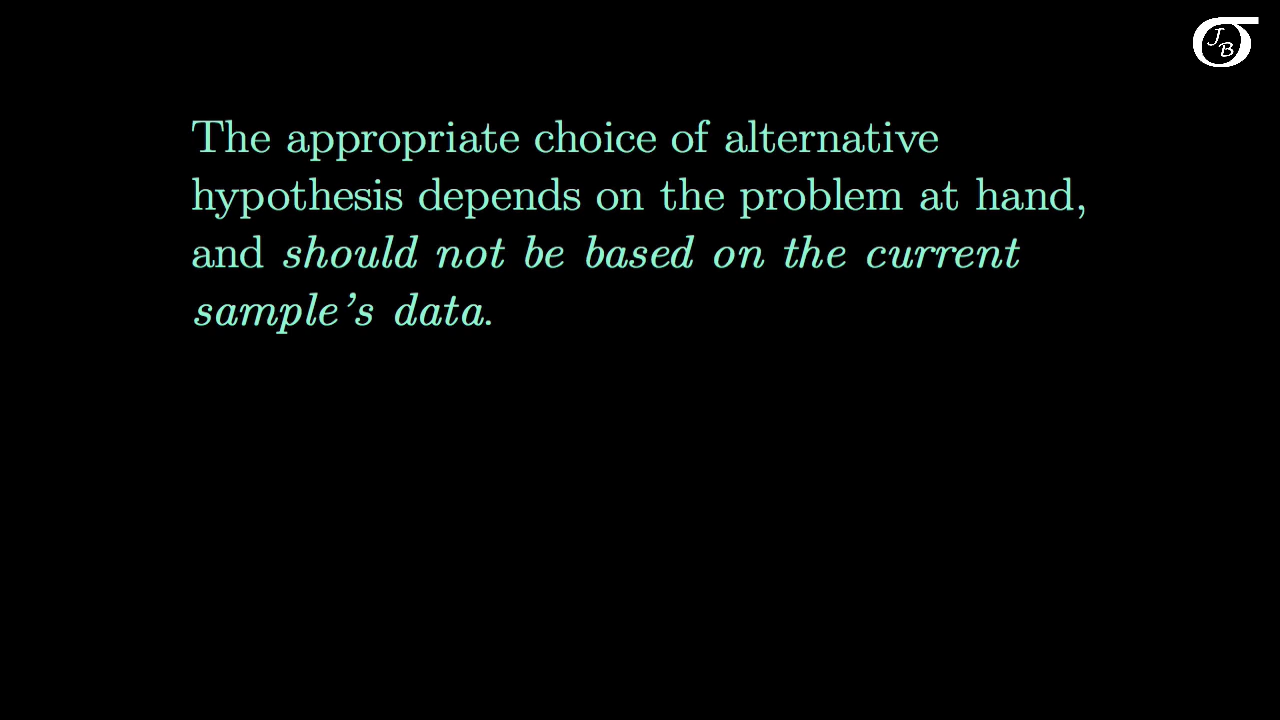 J
B
The appropriate choice of alternative
hypothesis depends on the problem at hand,
and should not be based on the current
sample's data.